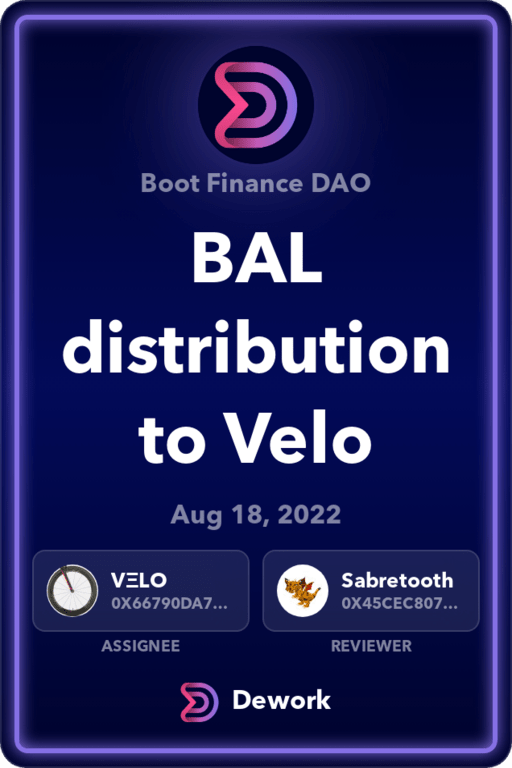 Boot Finance DAO
BAL
distribution
to Velo
Aug 18, 2022
VΞLO
0X66790DA7...
ASSIGNEE
Sabretooth
0X45CEC807...
REVIEWER
Dework